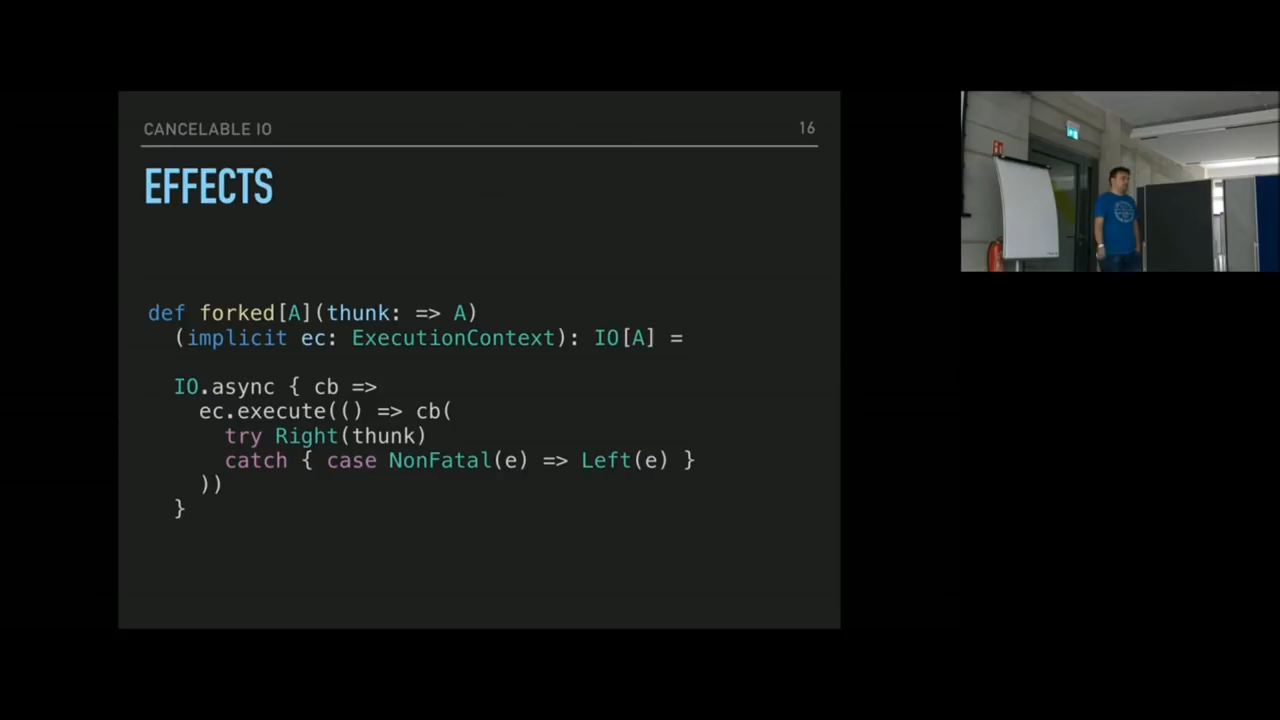 CANCELABLE IO
16
EFFECTS
def forked[A](thunk: => A)
(implicit ec: ExecutionContext): IO[A] =
IO.async { cb =>
ec.execute(() => cb(
try Right(thunk)
catch { case NonFatal(e) => Left(e) }
))
}